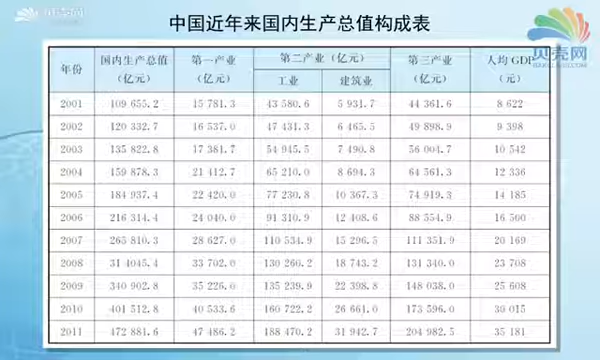 中国近年来国内生产总值构成表
贝壳网
年份 国内生产总值(亿元) 第一产业(亿元) 第二产业(亿元) 工业 建筑业 第三产业(亿元) 人均GDP(元)
2001 109 655.2 15 781.3 43 580.6 5 931.7 44 361.6 8 622
2002 120 332.7 16 537.0 47 431.3 6 465.5 49 898.9 9 398
2003 135 822.8 17 381.7 54 945.5 7 490.8 56 004.7 10 542
2004 159 878.3 21 412.7 65 210.0 8 694.3 64 561.3 12 336
2005 184 937.4 22 420.0 77 230.8 10 367.3 74 919.3 14 185
2006 216 314.4 24 040.0 91 310.9 12 408.6 88 554.9 16 500
2007 265 810.3 28 627.0 110 534.9 15 296.5 111 351.9 20 169
2008 31 4045.4 33 702.0 130 260.2 18 743.2 131 340.0 23 708
2009 340 902.8 35 226.0 135 239.9 22 398.8 148 038.0 25 608
2010 401 512.8 40 533.6 160 722.2 26 661.0 173 596.0 30 015
2011 472 881.6 47 486.2 188 470.2 31 942.7 204 982.5 35 181